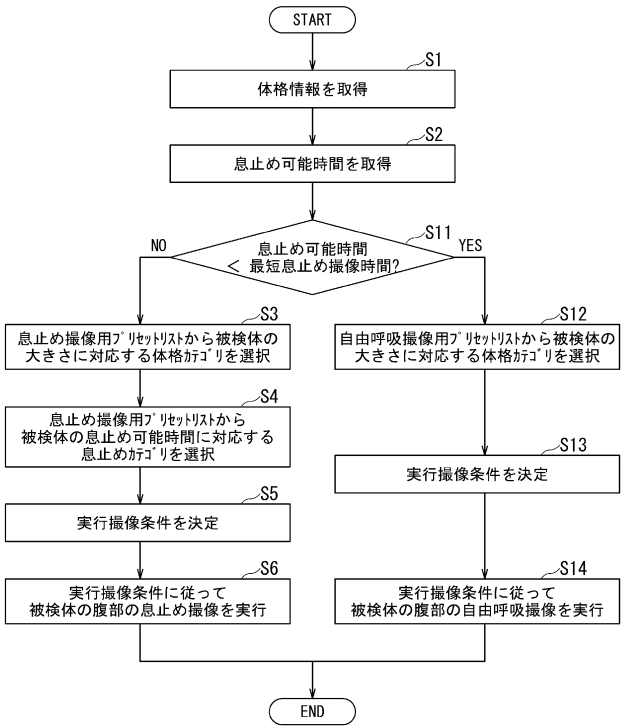 START
S1
体格情報を取得
S2
息止め可能時間を取得
S11
息止め可能時間
< 最短息止め撮像時間?
NO
YES
S3
息止め撮像用ﾌﾟﾘｾｯﾄﾘｽﾄから被検体の
大きさに対応する体格ｶﾃｺﾞﾘを選択
S4
息止め撮像用ﾌﾟﾘｾｯﾄﾘｽﾄから
被検体の息止め可能時間に対応する
息止めｶﾃｺﾞﾘを選択
S5
実行撮像条件を決定
S6
実行撮像条件に従って
被検体の腹部の息止め撮像を実行
S12
自由呼吸撮像用ﾌﾟﾘｾｯﾄﾘｽﾄから被検体の
大きさに対応する体格ｶﾃｺﾞﾘを選択
S13
実行撮像条件を決定
S14
実行撮像条件に従って
被検体の腹部の自由呼吸撮像を実行
END